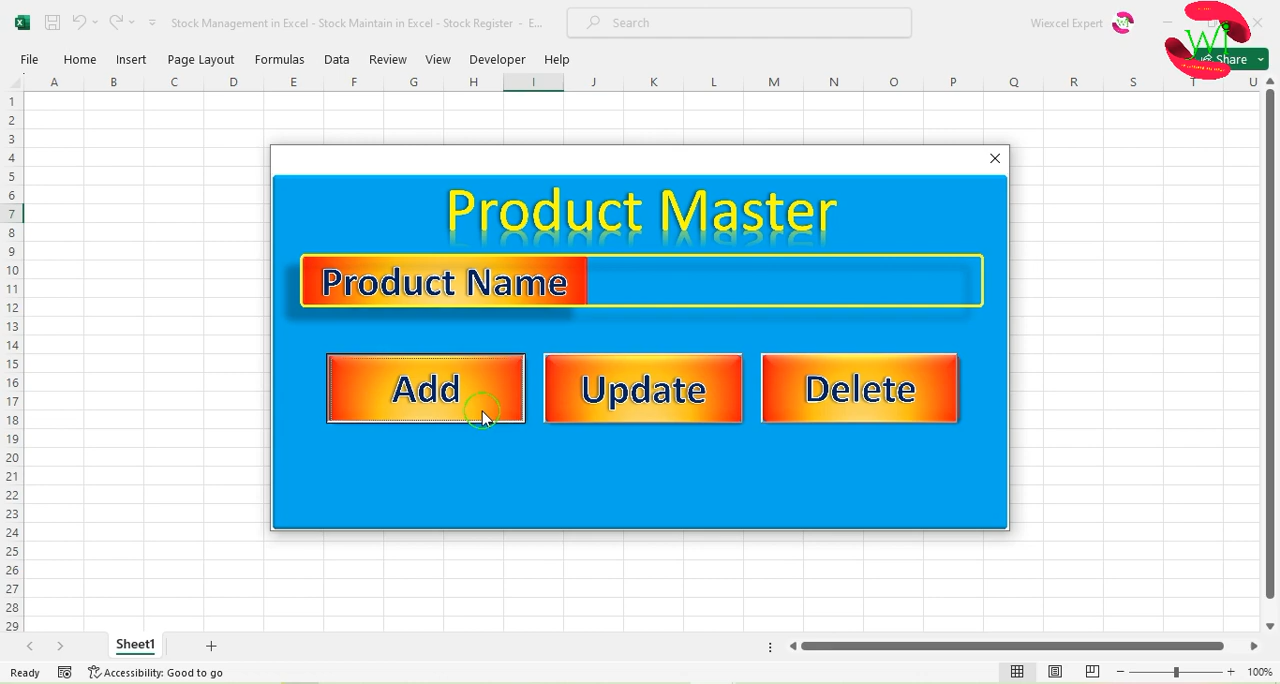 Stock Management in Excel - Stock Maintain in Excel - Stock Register - E...
Search
Wiexcel Expert
Wi
File Home Insert Page Layout Formulas Data Review View Developer Help
Share
A B C D E F G H I J K L M N O P Q R S T U
1
2
3
4
5
6
7
8
9
10
11
12
13
14
15
16
17
18
19
20
21
22
23
24
25
26
27
28
29
Product Master
Product Name
Add Update Delete
Sheet1
Ready Accessibility: Good to go 100%